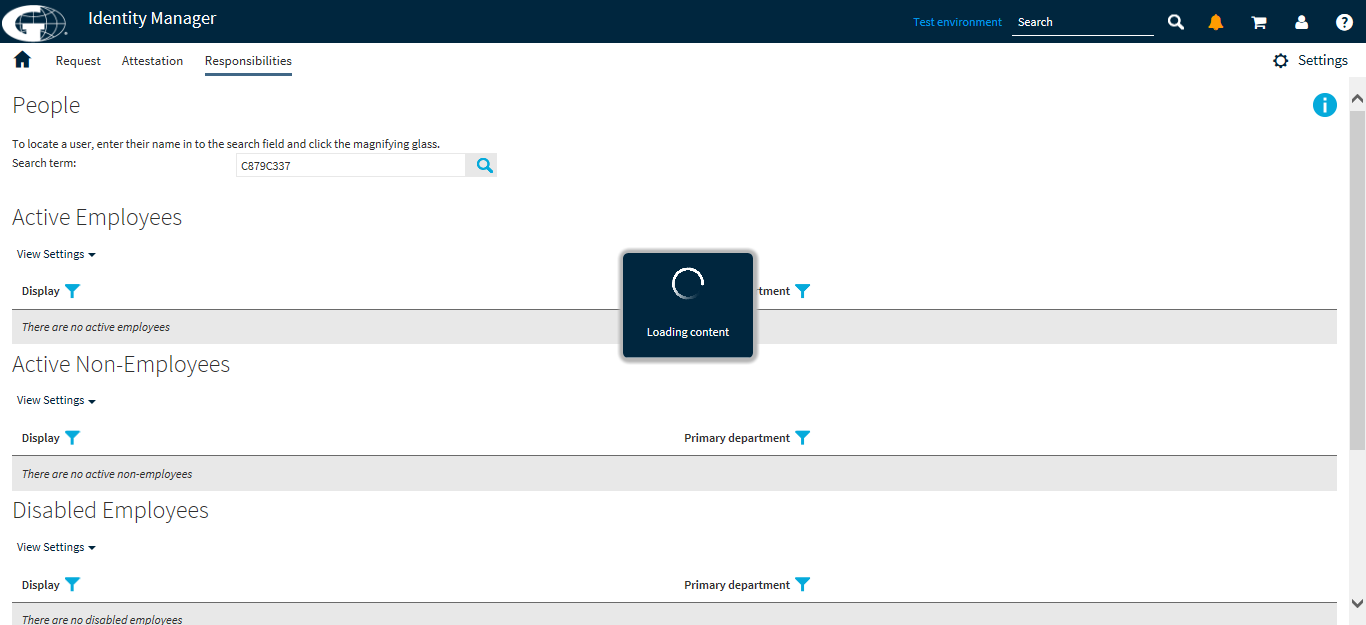 Identity Manager
Test environment
Search
Request
Attestation
Responsibilities
Settings
People
To locate a user, enter their name in to the search field and click the magnifying glass.
Search term:
C879C337
Active Employees
View Settings
Display
tment
There are no active employees
Loading content
Active Non-Employees
View Settings
Display
Primary department
There are no active non-employees
Disabled Employees
View Settings
Display
Primary department
There are no disabled employees